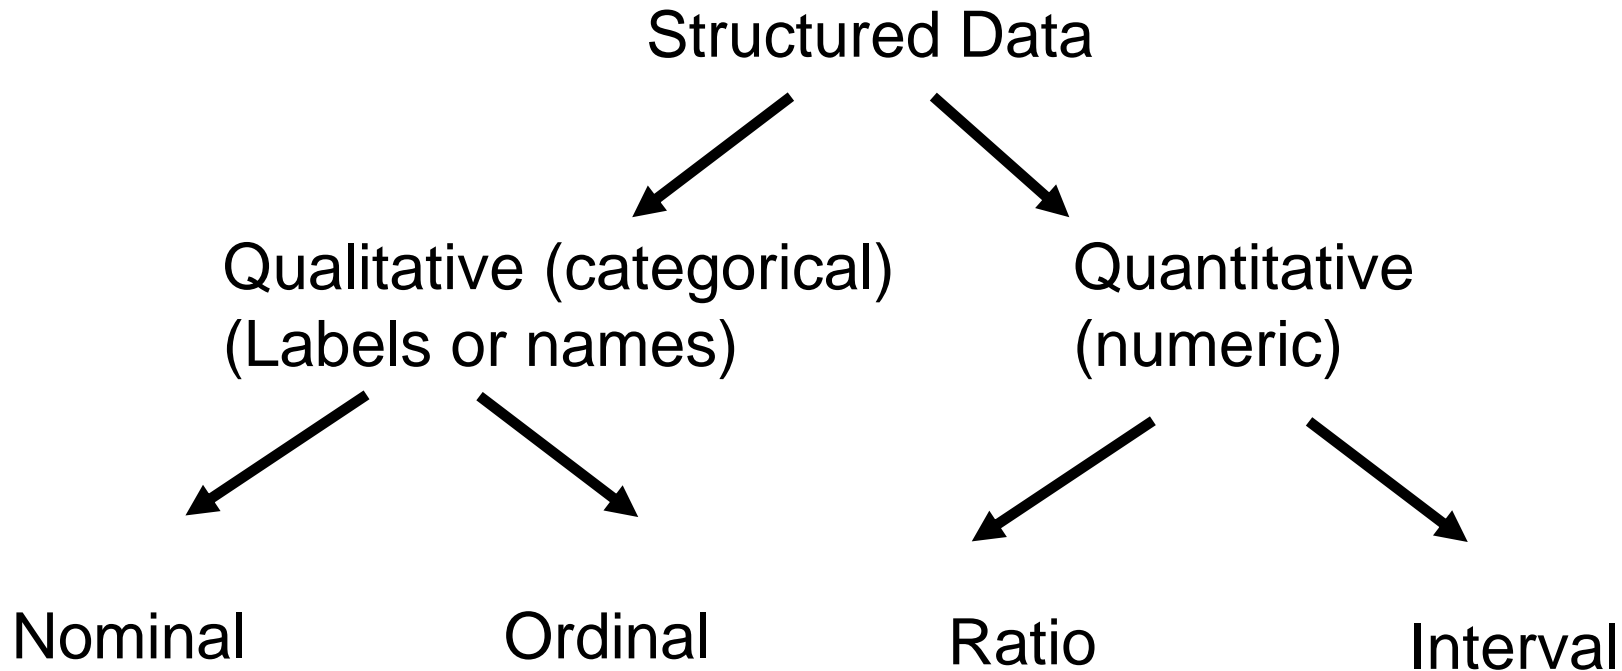 Structured Data
Qualitative (categorical)
(Labels or names)
Quantitative
(numeric)
Nominal
Ordinal
Ratio
Interval